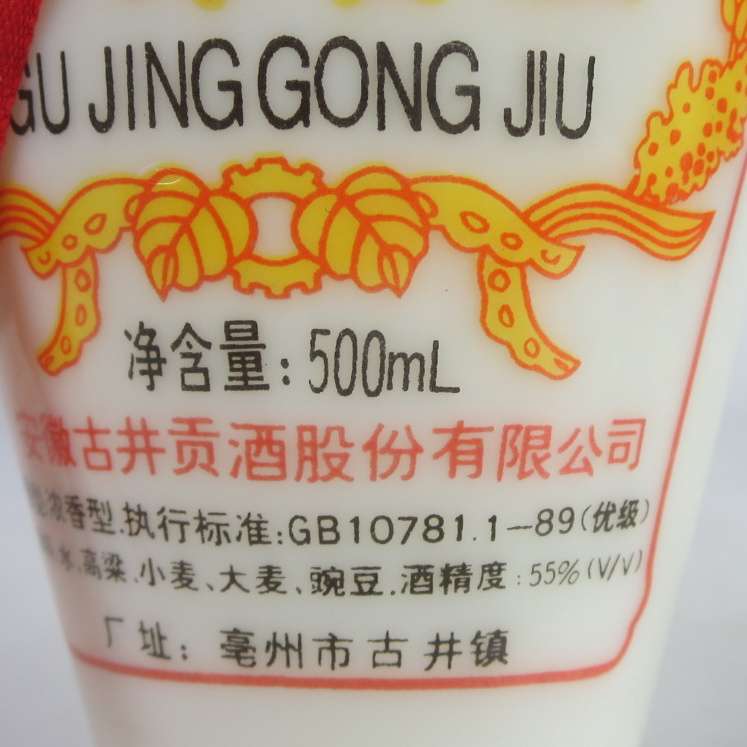 GU JING GONG JIU
净含量:500mL
安徽古井贡酒股份有限公司
浓香型.执行标准:GB10781.1—89(优级)
水.高粱.小麦、大麦、豌豆.酒精度:55%(V/V)
厂址:亳州市古井镇